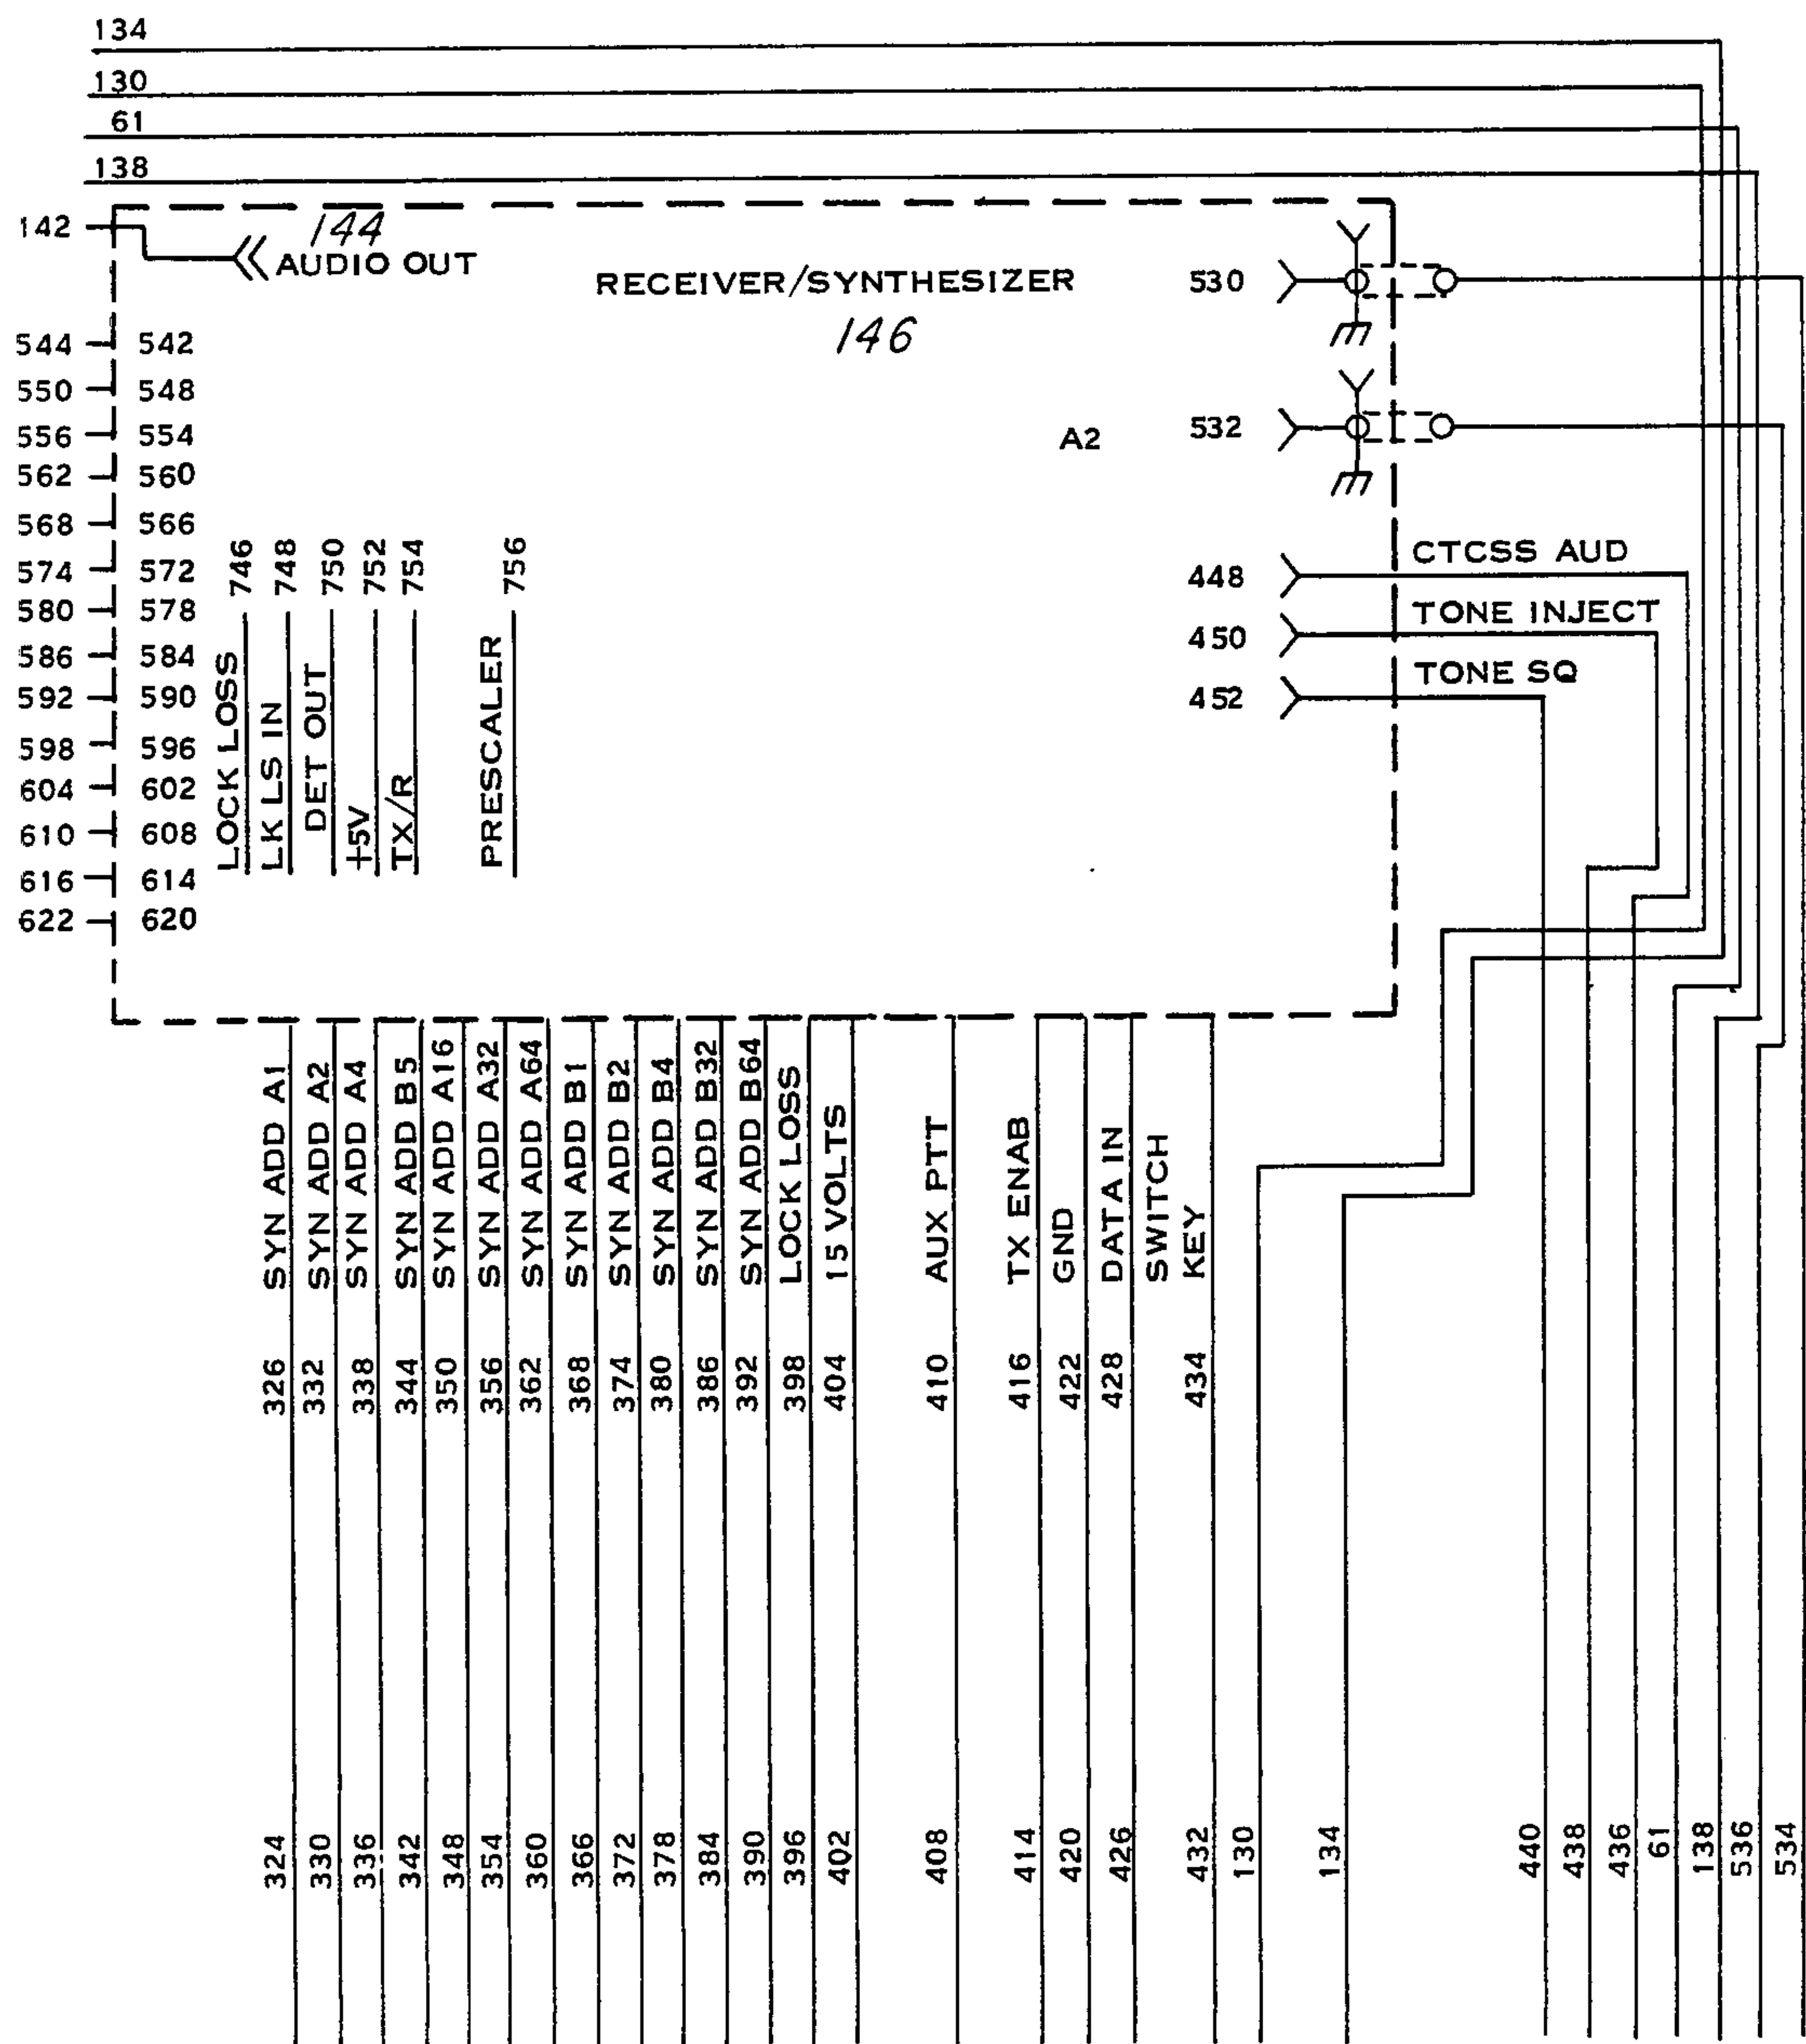 134
130
61
138
142
144
AUDIO OUT
RECEIVER/SYNTHESIZER
146
530
544 542
550 548
556 554
A2
532
562 560
568 566
574 572
580 578
586 584
592 590
598 596
604 602
610 608
616 614
622 620
LOCK LOSS 746
LK LS IN 748
DET OUT 750
+5V 752
TX/R 754
PRESCALER 756
448 CTCSS AUD
450 TONE INJECT
452 TONE SQ
324 326 SYN ADD A1
330 332 SYN ADD A2
336 338 SYN ADD A4
342 344 SYN ADD B5
348 350 SYN ADD A16
354 356 SYN ADD A32
360 362 SYN ADD A64
366 368 SYN ADD B1
372 374 SYN ADD B2
378 380 SYN ADD B4
384 386 SYN ADD B32
390 392 SYN ADD B64
396 398 LOCK LOSS
402 404 15 VOLTS
408 410 AUX PTT
414 416 TX ENAB
420 422 GND
426 428 DATA IN
SWITCH
432 434 KEY
130
134
440
438
436
61
138
536
534